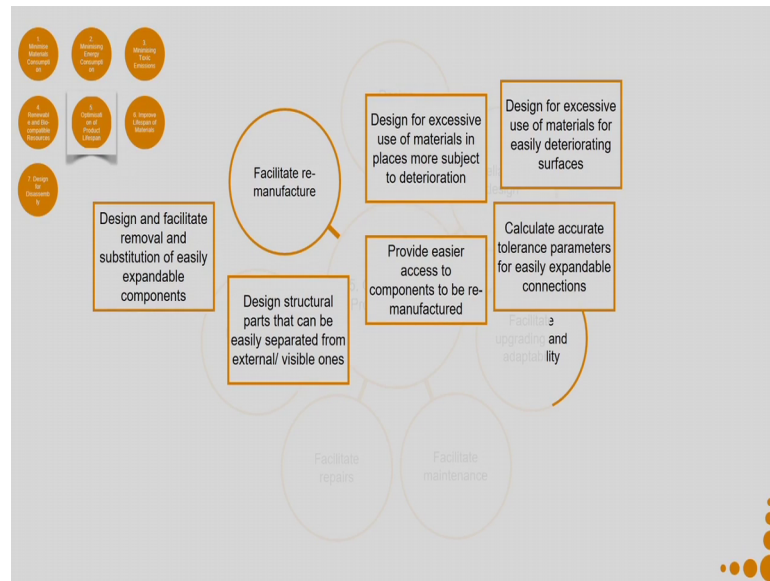 1.
Minimise
Materials
Consumpti
on
2.
Minimising
Energy
Consumpti
on
3.
Minimising
Toxic
Emissions
4.
Renewabl
e and Bio-
compatible
Resources
5.
Optimisati
on of
Product
Lifespan
6. Improve
Lifespan of
Materials
7. Design
for
Disassemb
ly
Facilitate re-
manufacture
Design for excessive
use of materials in
places more subject
to deterioration
Design for excessive
use of materials for
easily deteriorating
surfaces
Design and facilitate
removal and
substitution of easily
expandable
components
Design structural
parts that can be
easily separated from
external/ visible ones
Provide easier
access to
components to be re-
manufactured
Calculate accurate
tolerance parameters
for easily expandable
connections
Facilitate
upgrading and
adaptability
Facilitate
repairs
Facilitate
maintenance